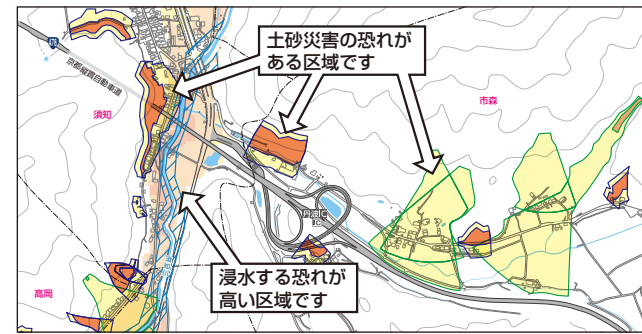 土砂災害の恐れが
ある区域です
京都縦貫自動車道
須知
市森
丹波IC
浸水する恐れが
高い区域です
高岡